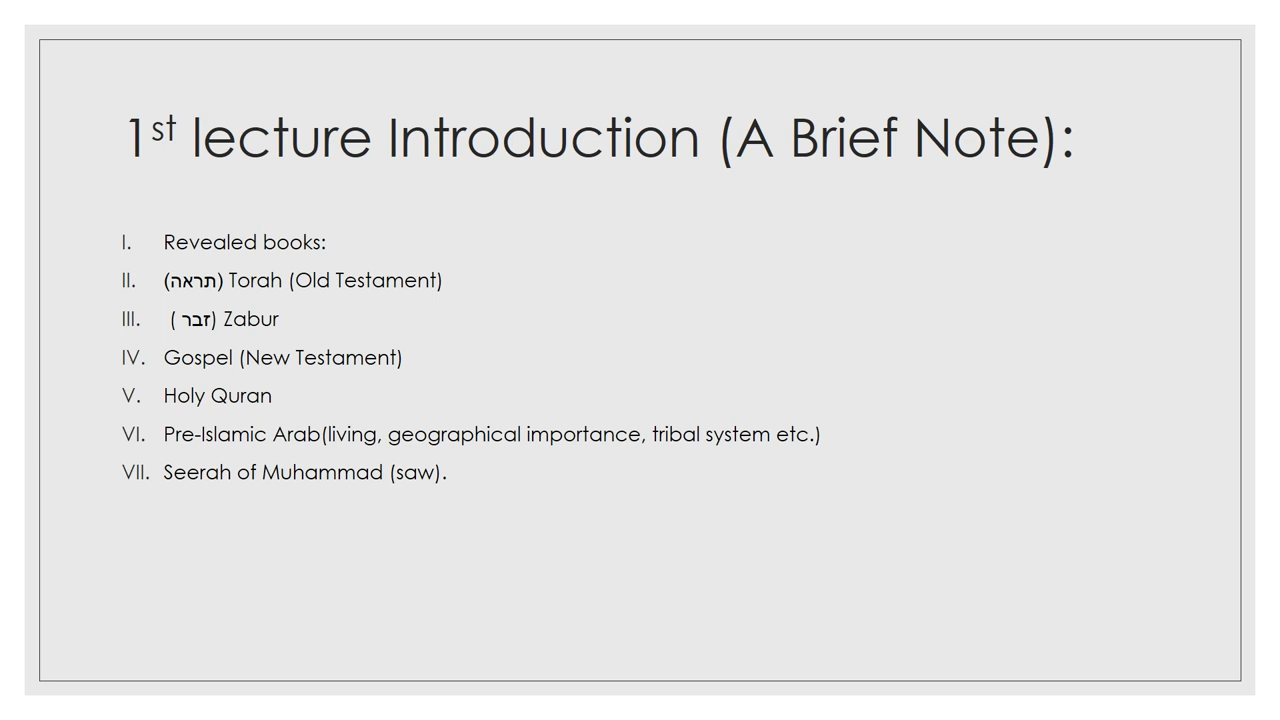 1st lecture Introduction (A Brief Note):
I. Revealed books:
II. (תראה) Torah (Old Testament)
III. ( זבר) Zabur
IV. Gospel (New Testament)
V. Holy Quran
VI. Pre-Islamic Arab(living, geographical importance, tribal system etc.)
VII. Seerah of Muhammad (saw).